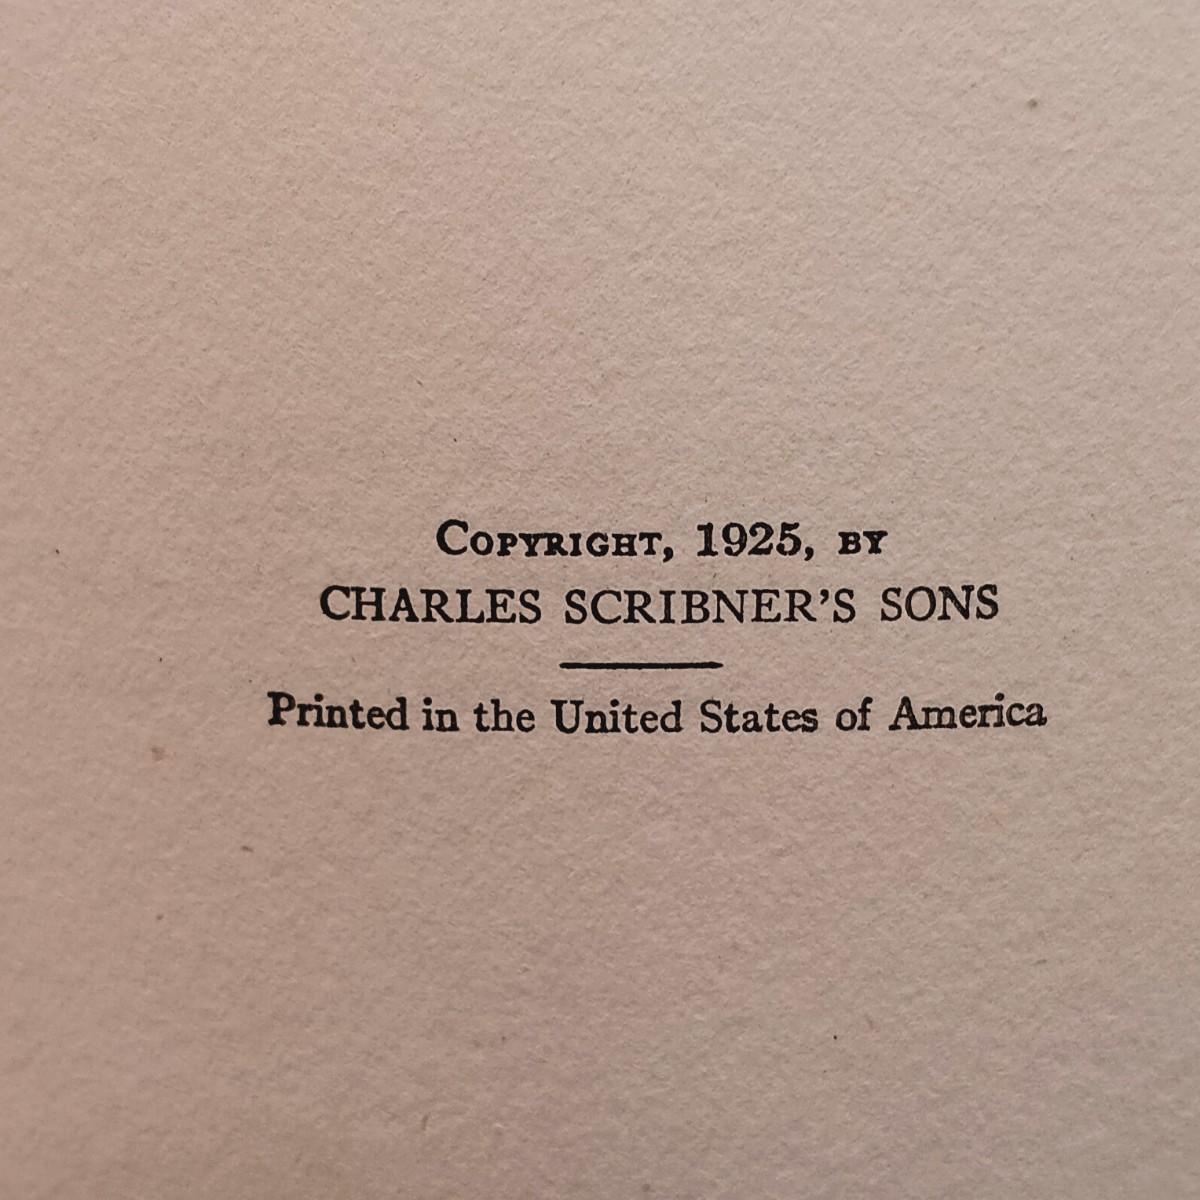 Copyright, 1925, by
CHARLES SCRIBNER'S SONS
Printed in the United States of America